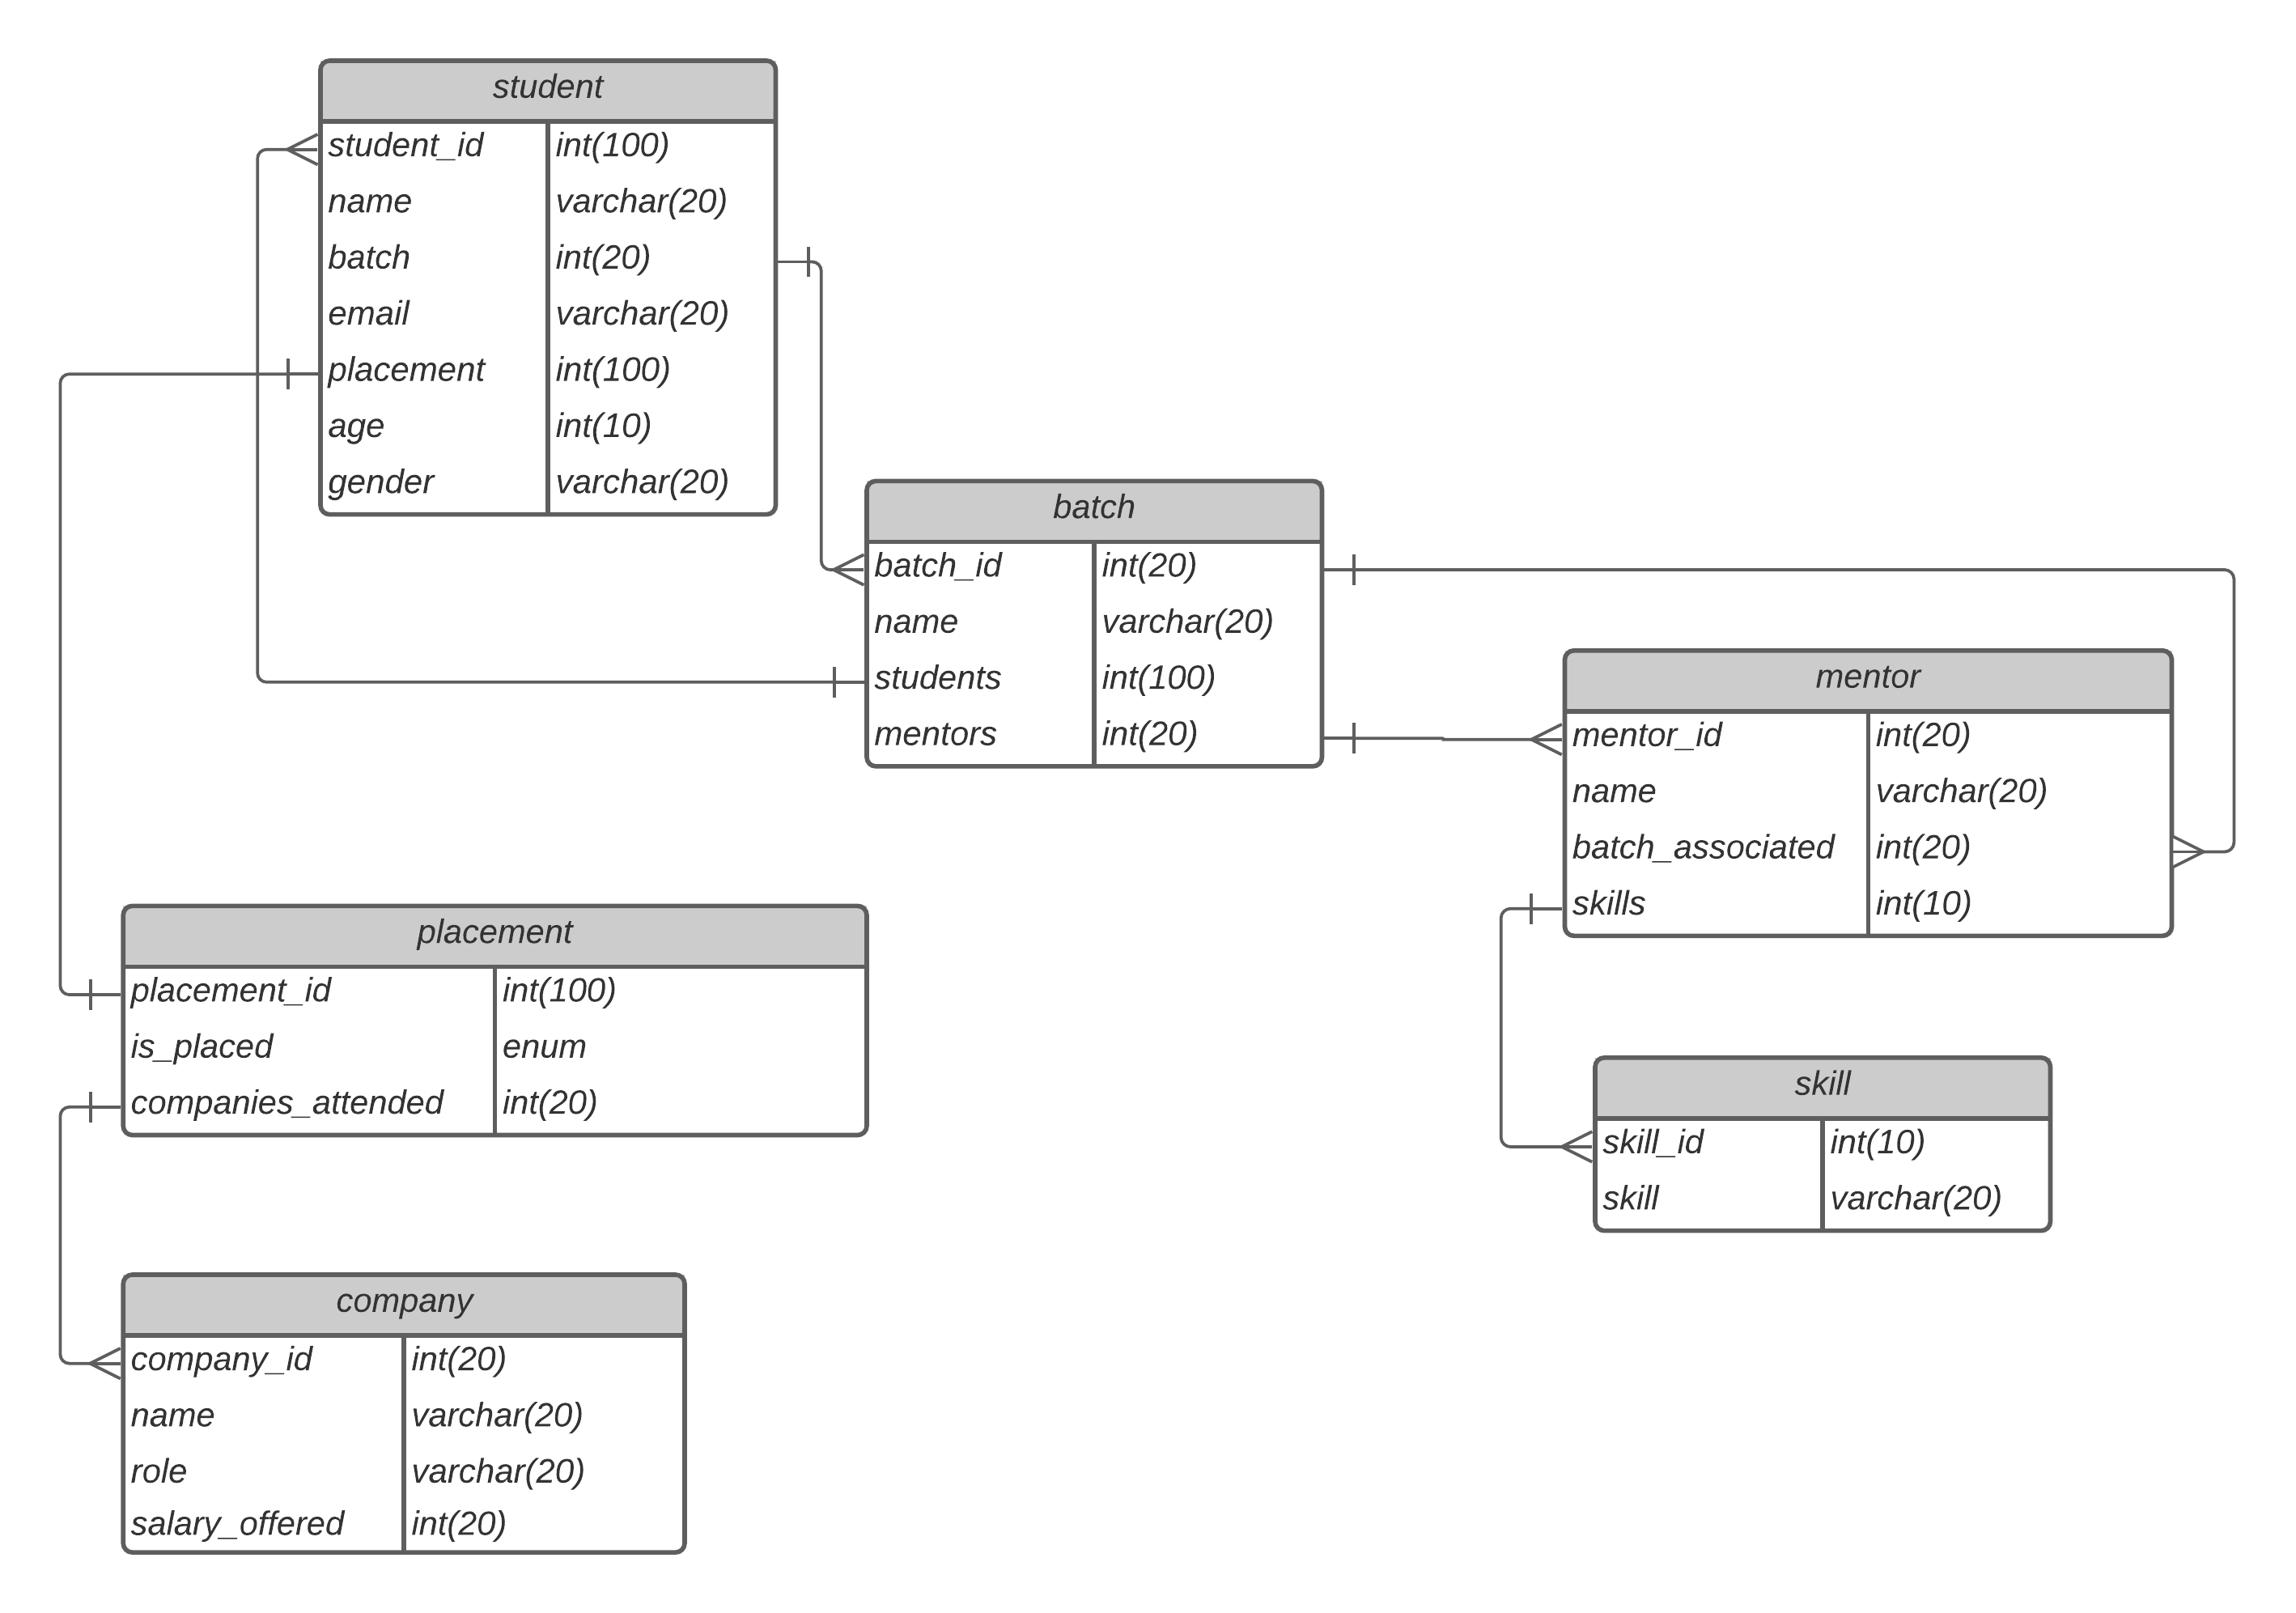 student
student_id int(100)
name varchar(20)
batch int(20)
email varchar(20)
placement int(100)
age int(10)
gender varchar(20)
batch
batch_id int(20)
name varchar(20)
students int(100)
mentors int(20)
mentor
mentor_id int(20)
name varchar(20)
batch_associated int(20)
skills int(10)
placement
placement_id int(100)
is_placed enum
companies_attended int(20)
skill
skill_id int(10)
skill varchar(20)
company
company_id int(20)
name varchar(20)
role varchar(20)
salary_offered int(20)